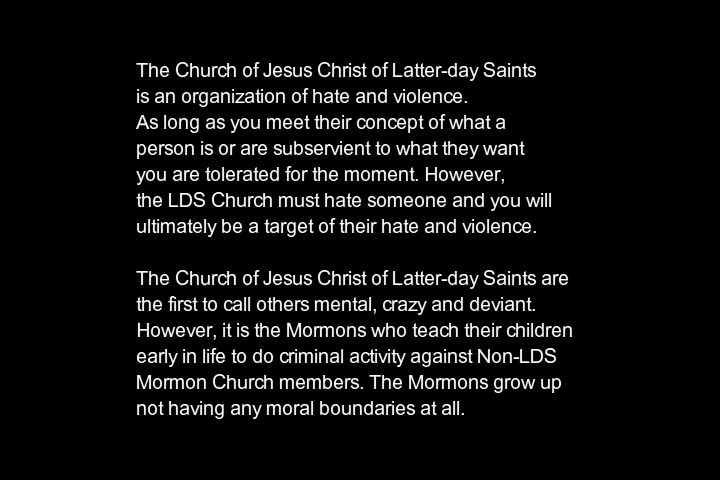 The Church of Jesus Christ of Latter-day Saints
is an organization of hate and violence.
As long as you meet their concept of what a
person is or are subservient to what they want
you are tolerated for the moment. However,
the LDS Church must hate someone and you will
ultimately be a target of their hate and violence.
The Church of Jesus Christ of Latter-day Saints are
the first to call others mental, crazy and deviant.
However, it is the Mormons who teach their children
early in life to do criminal activity against Non-LDS
Mormon Church members. The Mormons grow up
not having any moral boundaries at all.